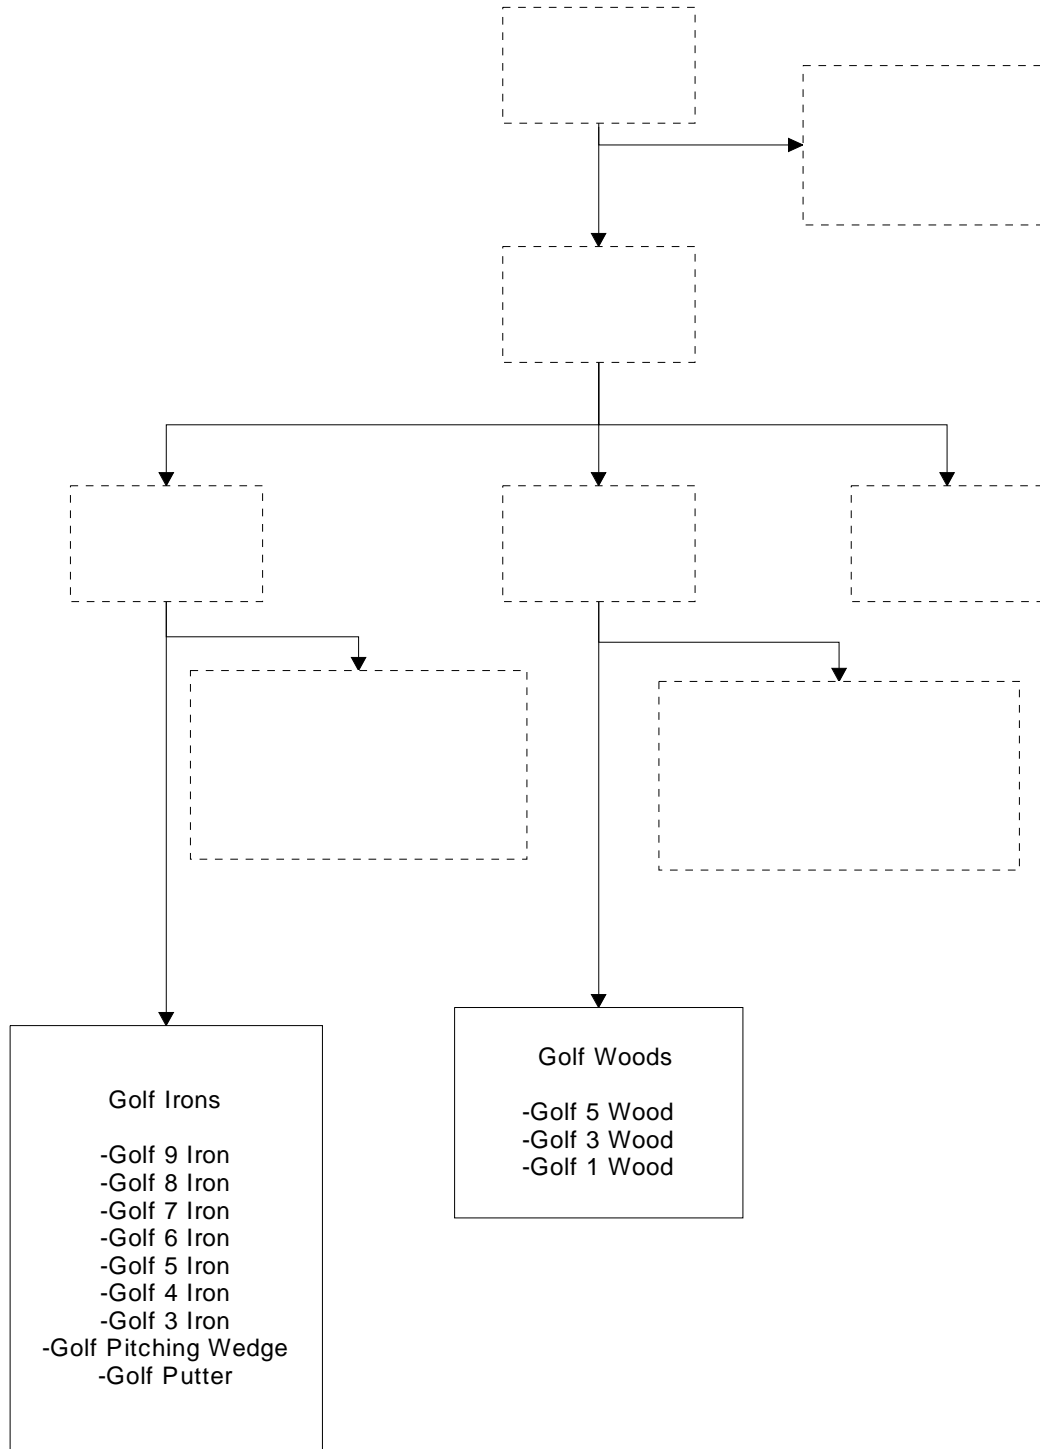 Golf Irons
-Golf 9 Iron
-Golf 8 Iron
-Golf 7 Iron
-Golf 6 Iron
-Golf 5 Iron
-Golf 4 Iron
-Golf 3 Iron
-Golf Pitching Wedge
-Golf Putter
Golf Woods
-Golf 5 Wood
-Golf 3 Wood
-Golf 1 Wood